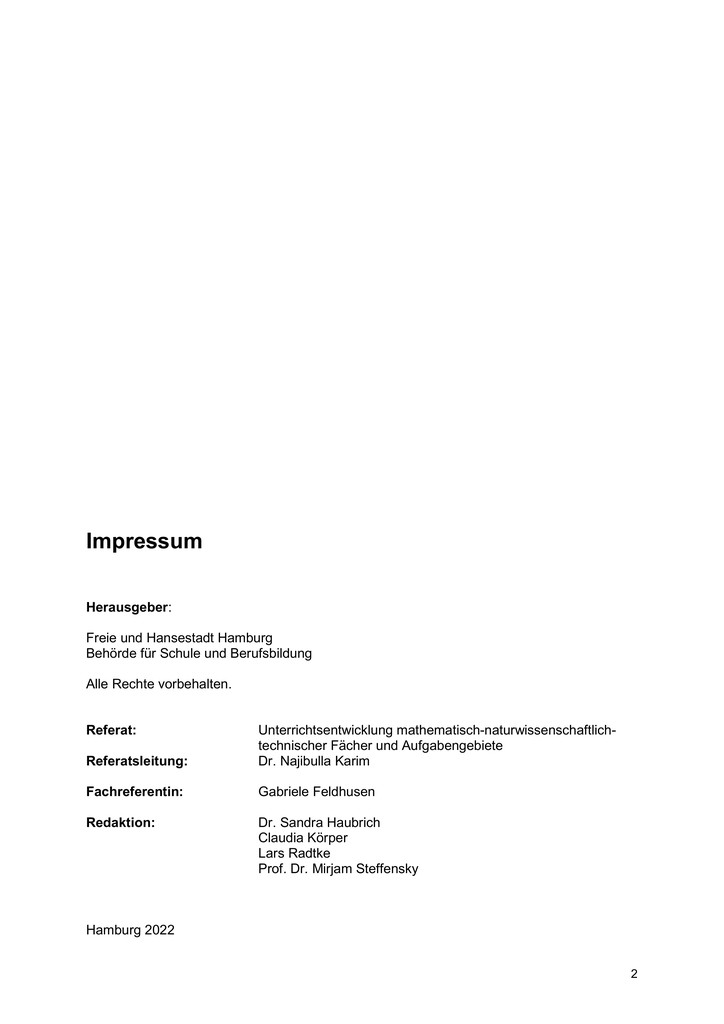 Impressum
Herausgeber:
Freie und Hansestadt Hamburg
Behörde für Schule und Berufsbildung
Alle Rechte vorbehalten.
Referat: Unterrichtsentwicklung mathematisch-naturwissenschaftlich-
technischer Fächer und Aufgabengebiete
Referatsleitung: Dr. Najibulla Karim
Fachreferentin: Gabriele Feldhusen
Redaktion: Dr. Sandra Haubrich
Claudia Körper
Lars Radtke
Prof. Dr. Mirjam Steffensky
Hamburg 2022
2